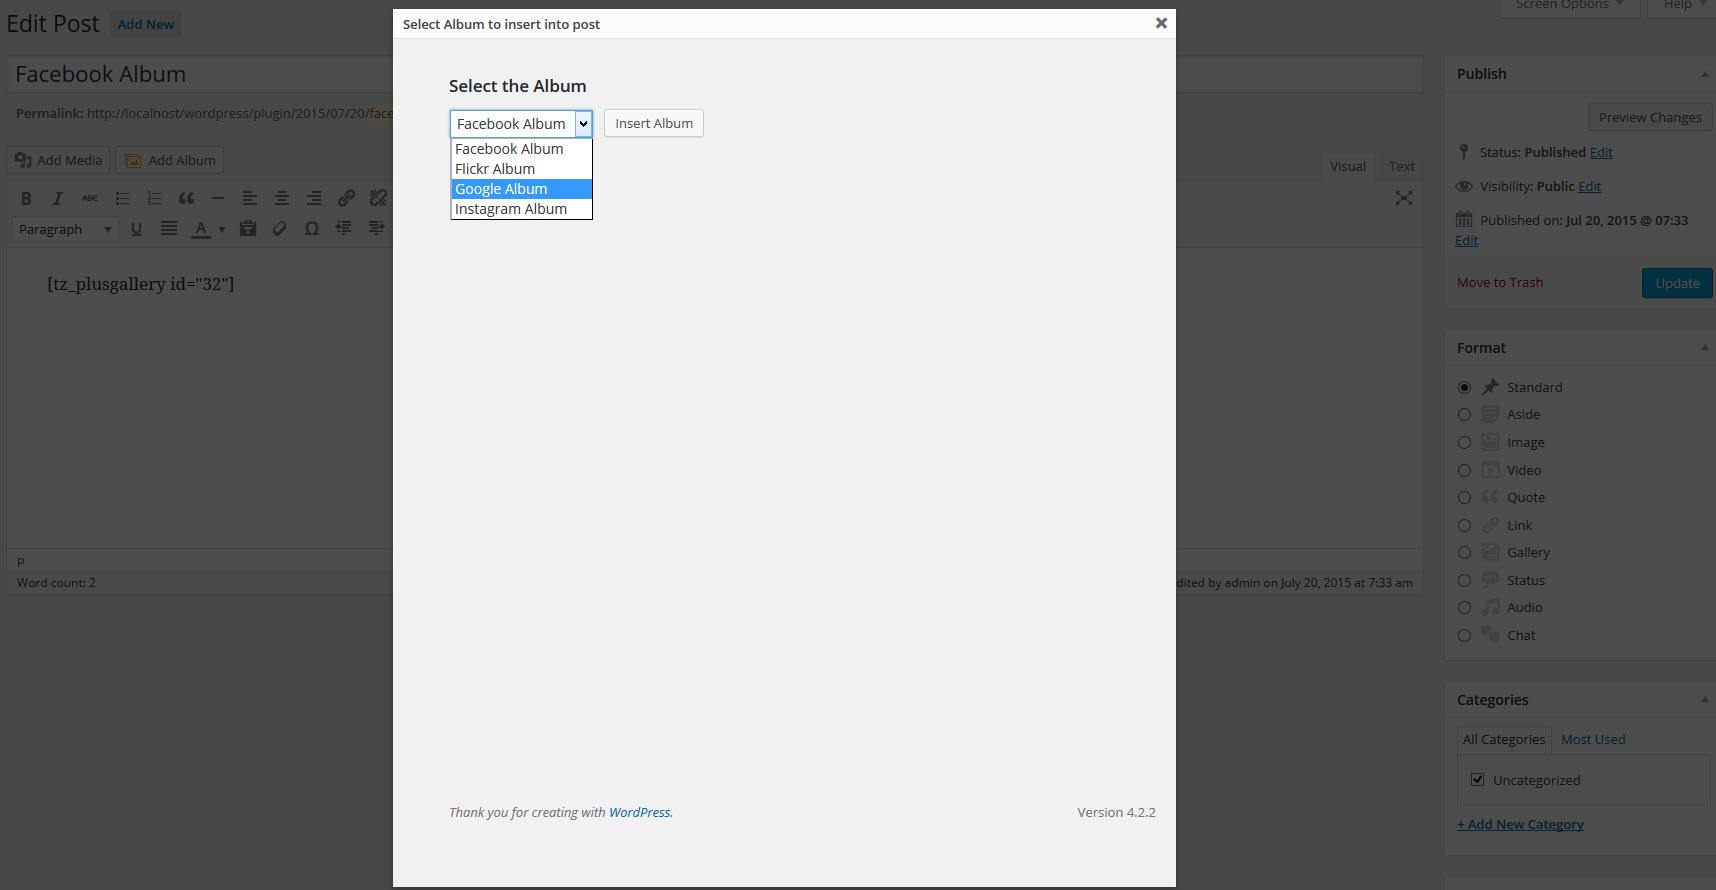 Edit Post Add New
Screen Options Help
Facebook Album
Permalink: http://localhost/wordpress/plugin/2015/07/20/face
Add Media Add Album
Visual Text
B I ABC
Paragraph U A Ω
[tz_plusgallery id="32"]
p
Word count: 2
dited by admin on July 20, 2015 at 7:33 am
Select Album to insert into post
Select the Album
Facebook Album Insert Album
Facebook Album
Flickr Album
Google Album
Instagram Album
Thank you for creating with WordPress. Version 4.2.2
Publish
Preview Changes
Status: Published Edit
Visibility: Public Edit
Published on: Jul 20, 2015 @ 07:33
Edit
Move to Trash Update
Format
Standard
Aside
Image
Video
Quote
Link
Gallery
Status
Audio
Chat
Categories
All Categories Most Used
Uncategorized
+ Add New Category